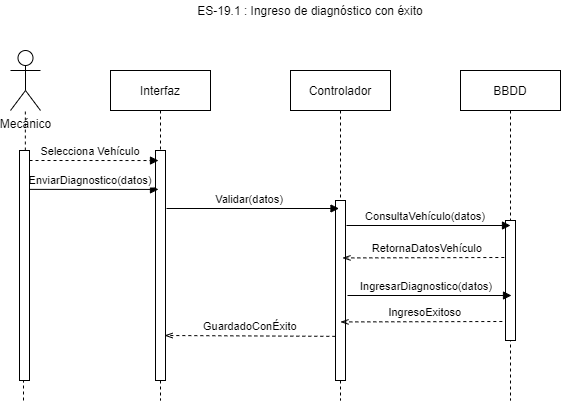 ES-19.1 : Ingreso de diagnóstico con éxito
Interfaz
Controlador
BBDD
Mecánico
Selecciona Vehículo
EnviarDiagnostico(datos)
Validar(datos)
ConsultaVehículo(datos)
RetornaDatosVehículo
IngresarDiagnostico(datos)
IngresoExitoso
GuardadoConÉxito